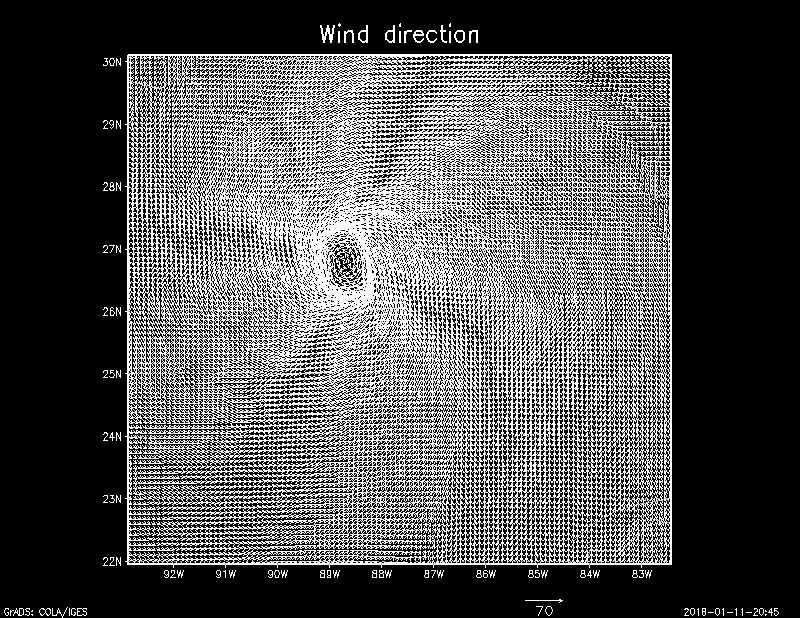 Wind direction
30N
29N
28N
27N
26N
25N
24N
23N
22N
92W 91W 90W 89W 88W 87W 86W 85W 84W 83W
70
GrADS: COLA/IGES
2018-01-11-20:45